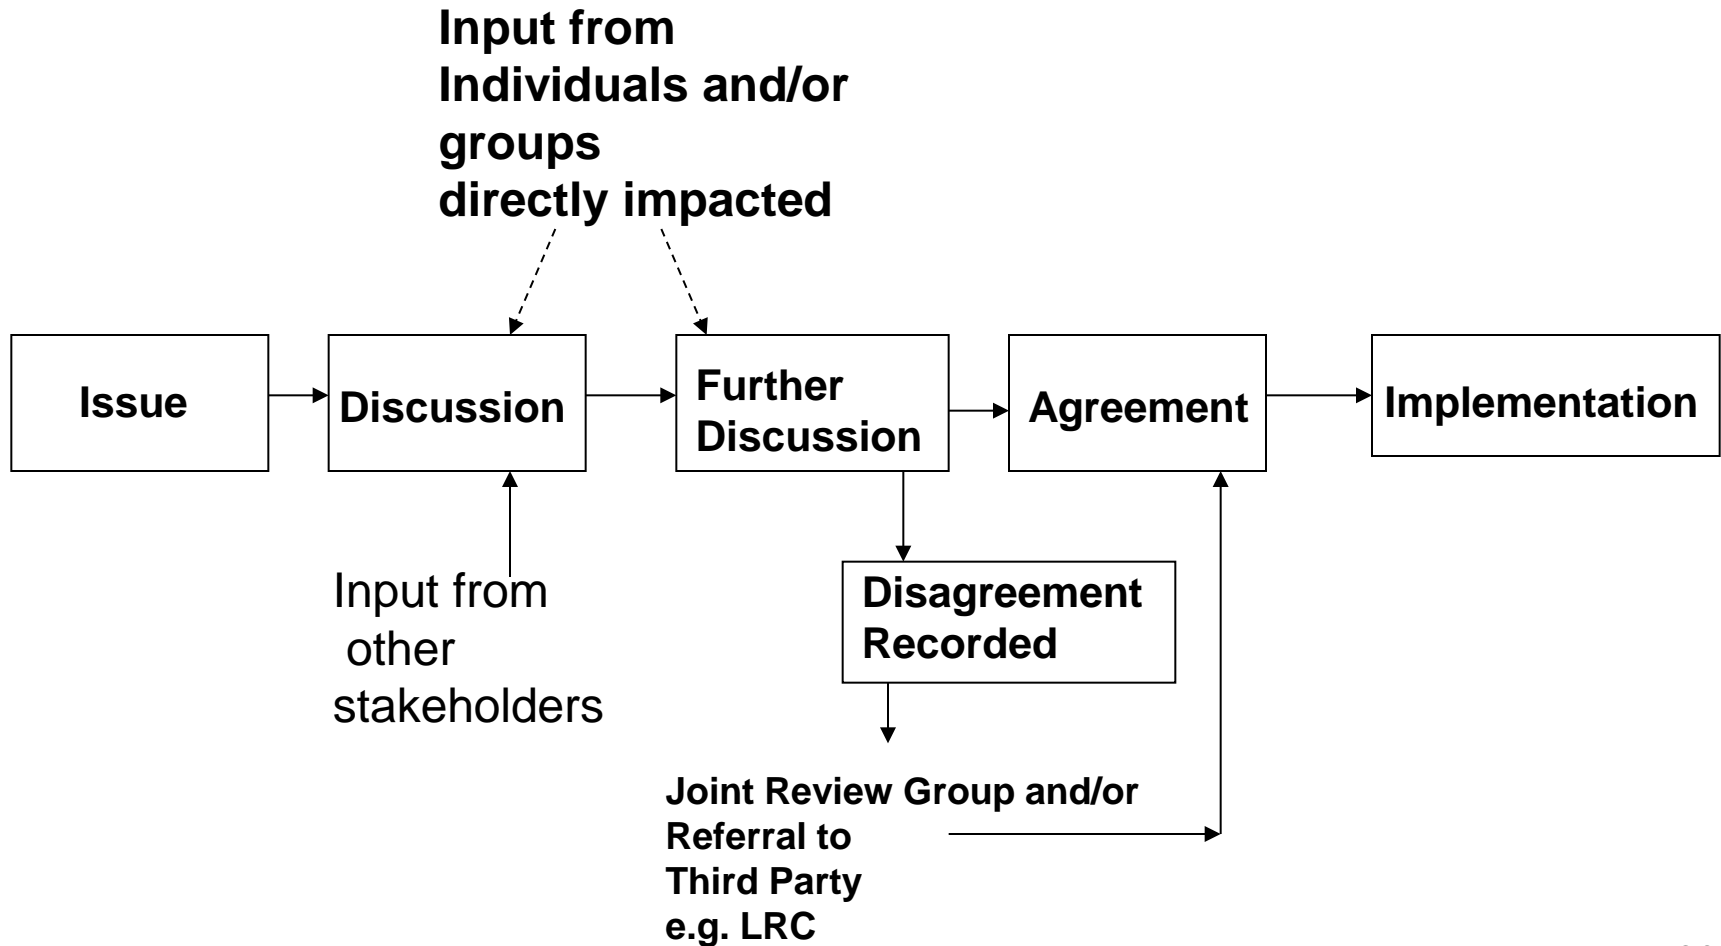 Input from
Individuals and/or
groups
directly impacted
Issue
Discussion
Further
Discussion
Agreement
Implementation
Input from
other
stakeholders
Disagreement
Recorded
Joint Review Group and/or
Referral to
Third Party
e.g. LRC